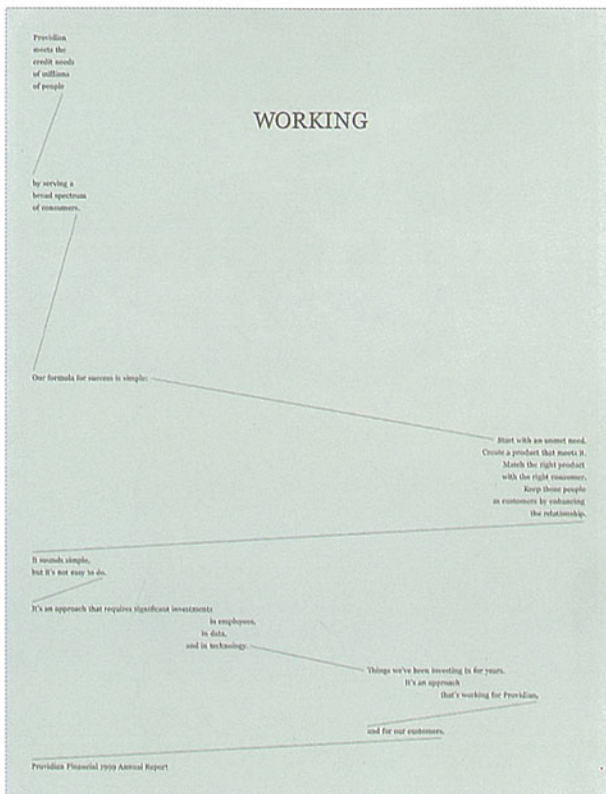 Providian
meets the
credit needs
of millions
of people
WORKING
by serving a
broad spectrum
of consumers.
Our formula for success is simple:
Start with an unmet need.
Create a product that meets it.
Match the right product
with the right consumer.
Keep those people
as customers by enhancing
the relationship.
It sounds simple,
but it's not easy to do.
It's an approach that requires significant investments
in employees,
in data,
and in technology.
Things we've been investing in for years.
It's an approach
that's working for Providian,
and for our customers.
Providian Financial 1999 Annual Report